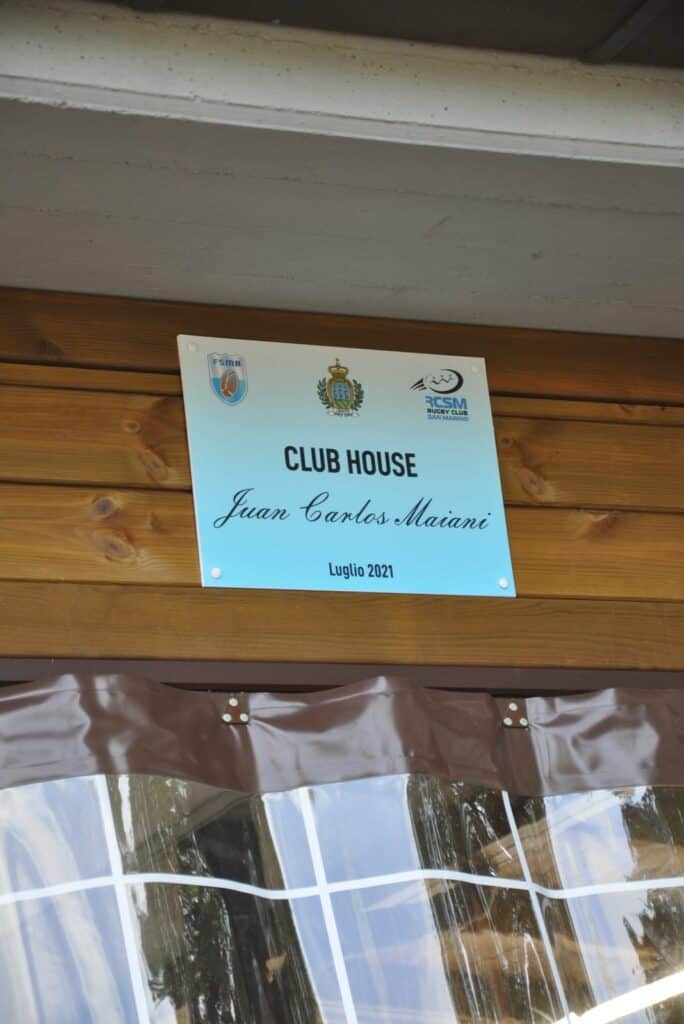 FSMR
RCSM
RUGBY CLUB
SAN MARINO
CLUB HOUSE
Juan Carlos Maiani
Luglio 2021